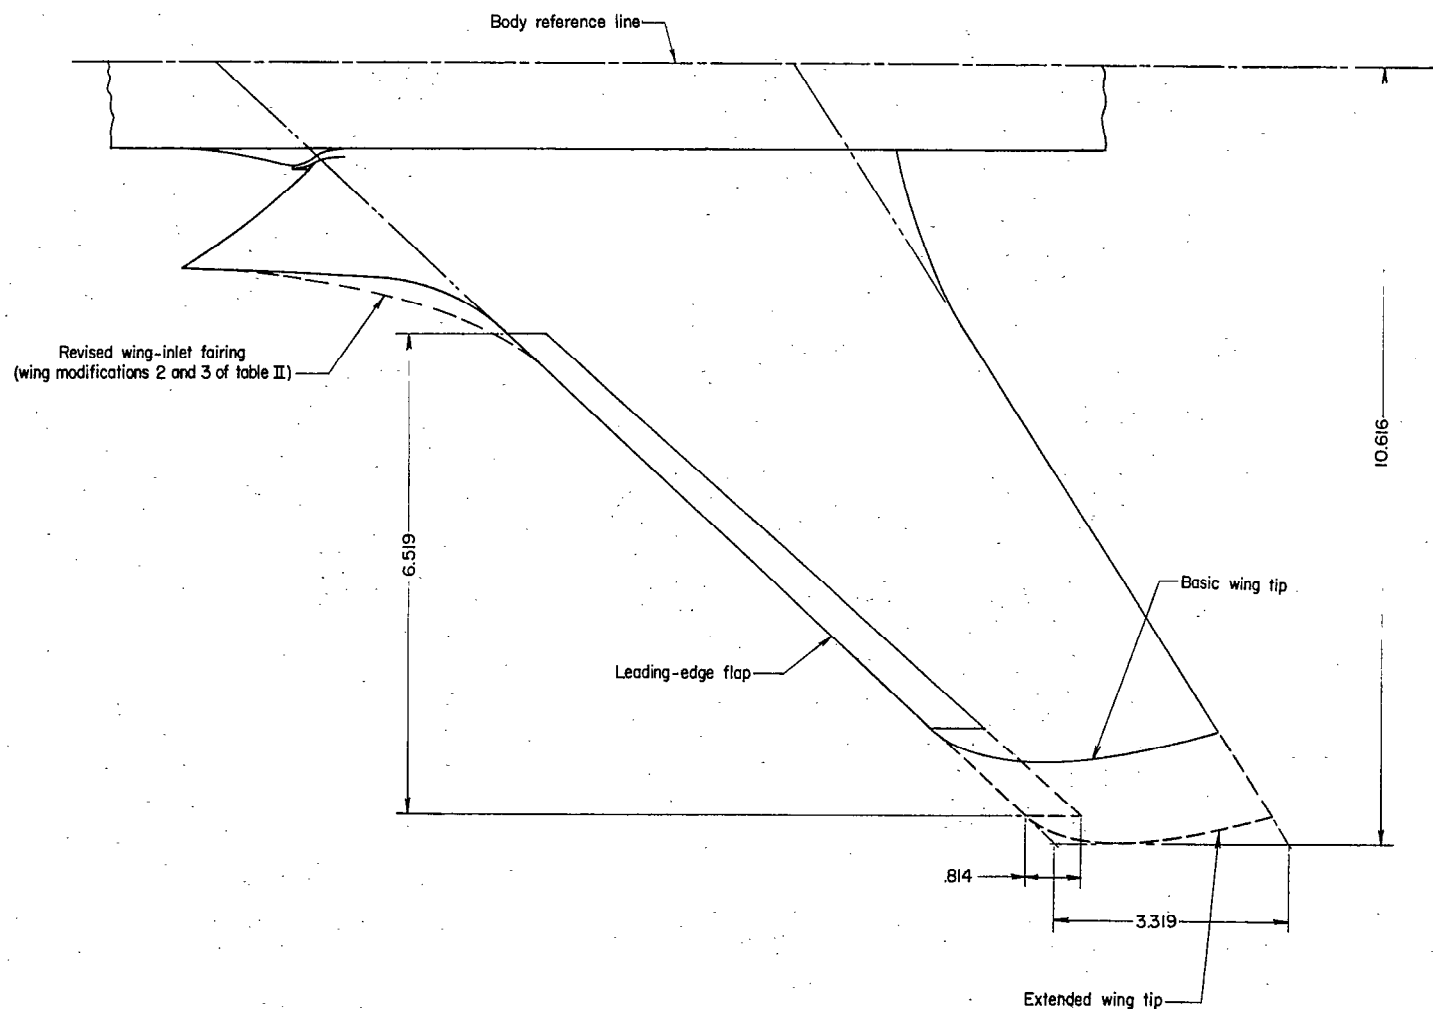 Body reference line
Revised wing-inlet fairing
(wing modifications 2 and 3 of table II)
6.519
10.616
Basic wing tip
Leading-edge flap
.814
3.319
Extended wing tip